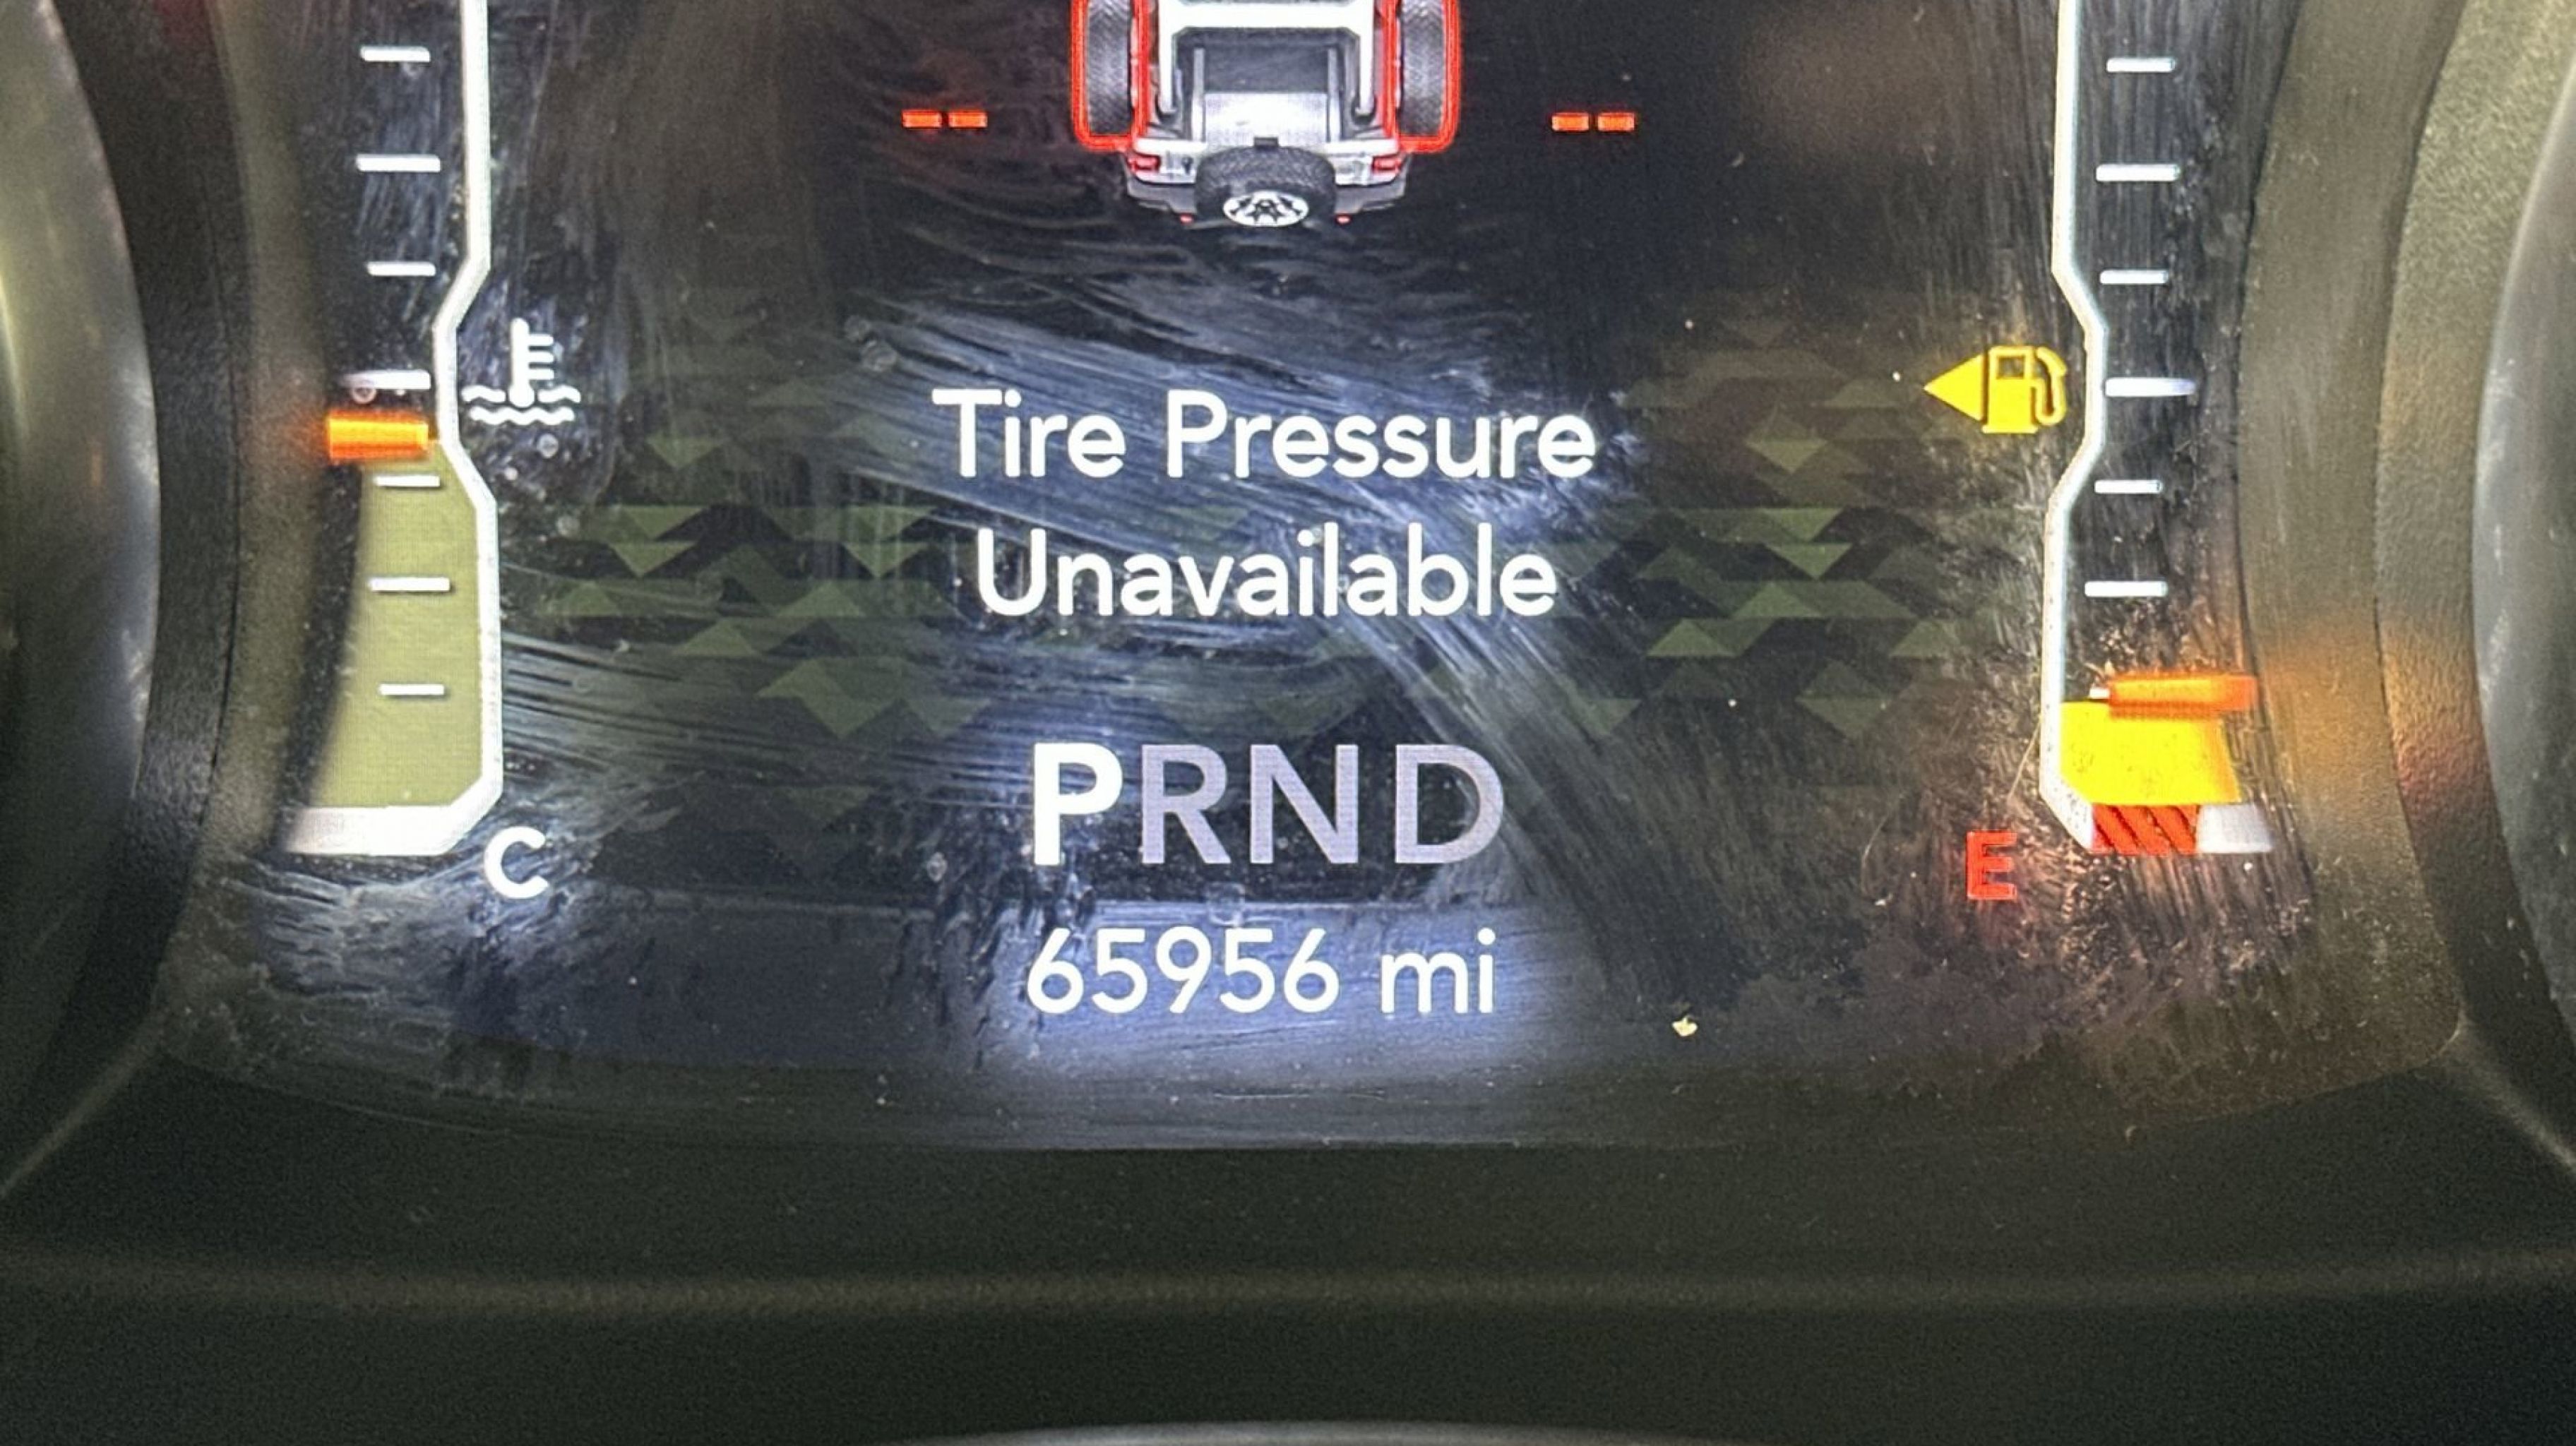 -- --
Tire Pressure
Unavailable
PRND
C
E
65956 mi